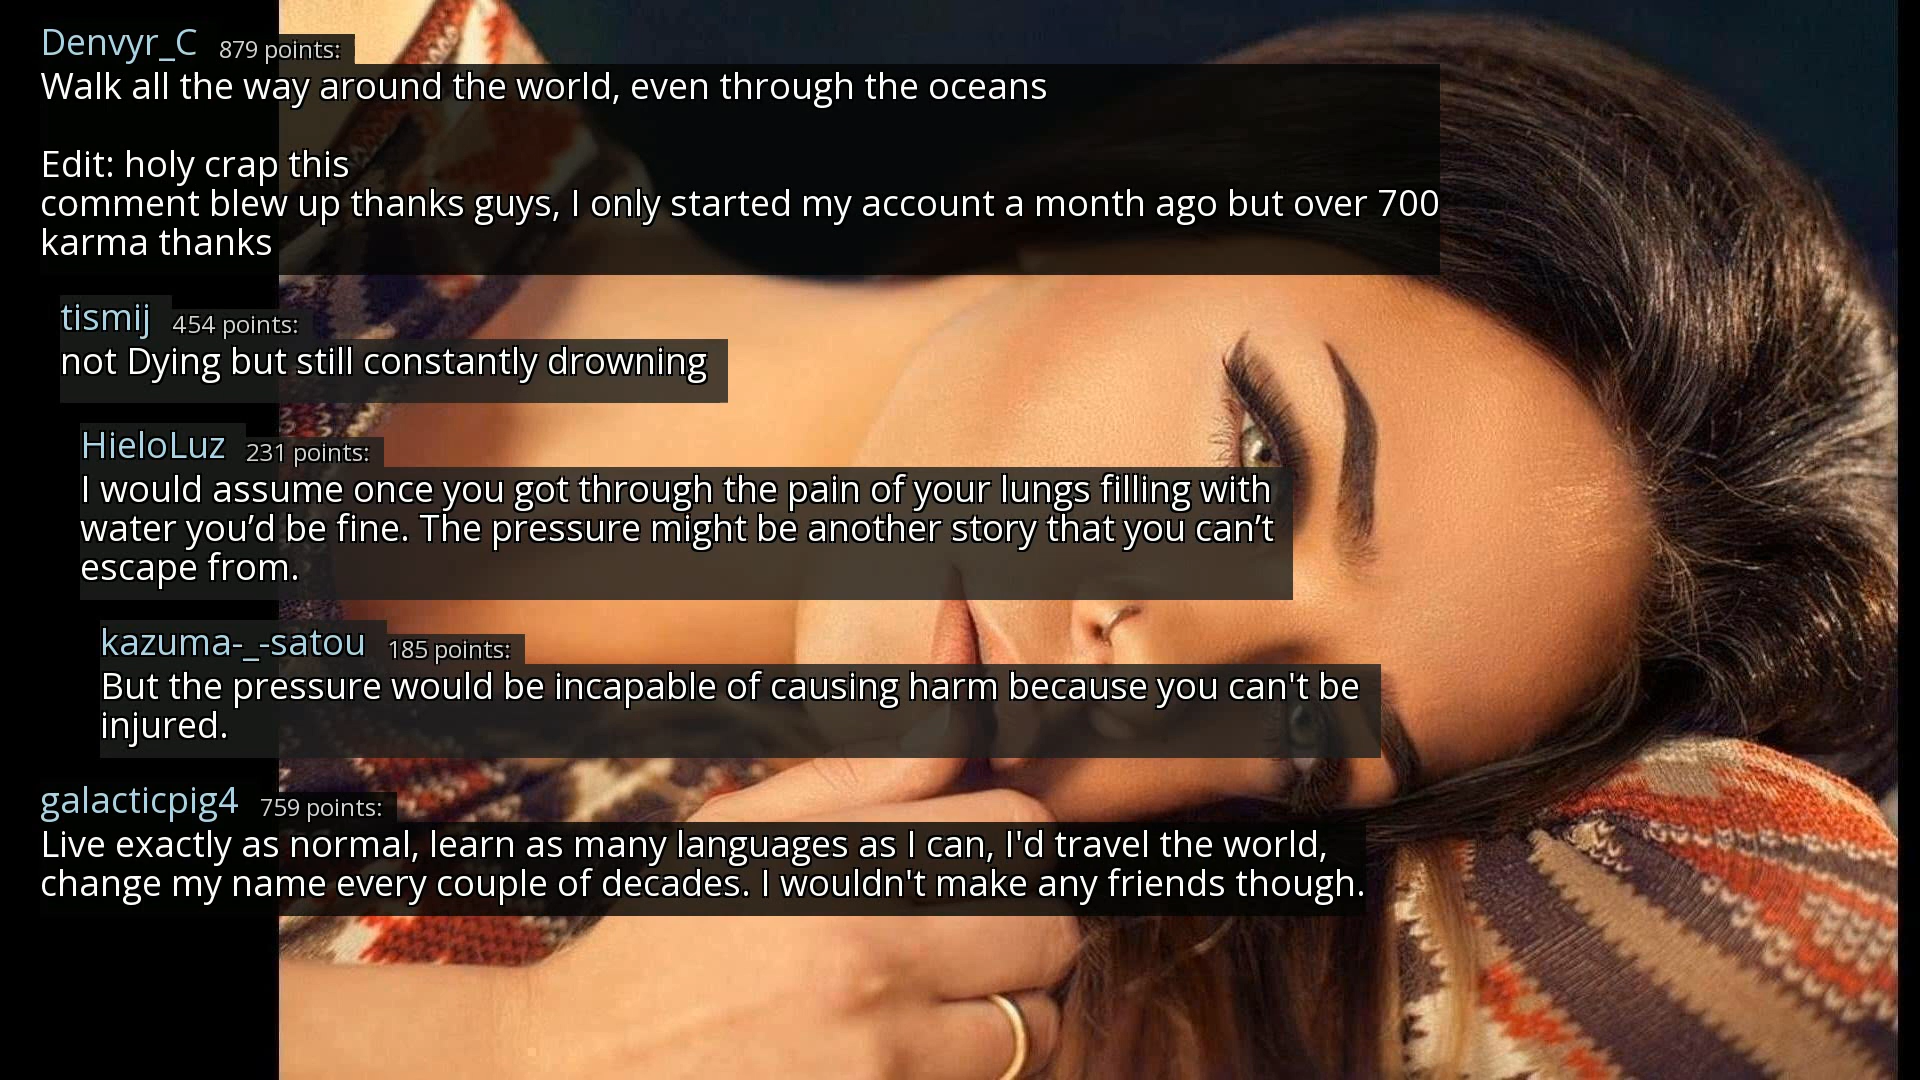 Denvyr_C 879 points:
Walk all the way around the world, even through the oceans
Edit: holy crap this
comment blew up thanks guys, I only started my account a month ago but over 700
karma thanks
tismij 454 points:
not Dying but still constantly drowning
HieloLuz 231 points:
I would assume once you got through the pain of your lungs filling with
water you’d be fine. The pressure might be another story that you can’t
escape from.
kazuma-_-satou 185 points:
But the pressure would be incapable of causing harm because you can't be
injured.
galacticpig4 759 points:
Live exactly as normal, learn as many languages as I can, I'd travel the world,
change my name every couple of decades. I wouldn't make any friends though.